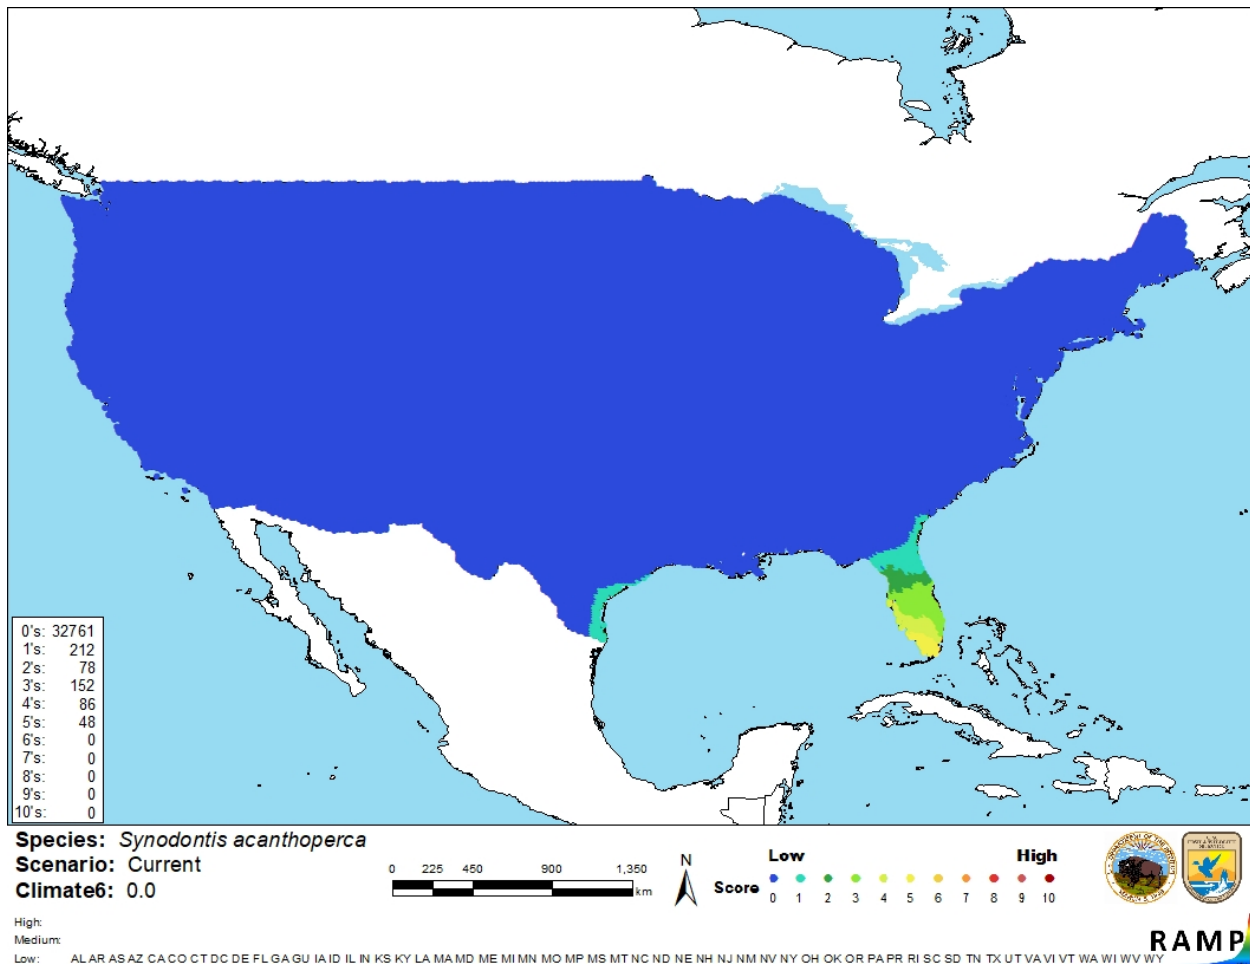 0's: 32761
1's: 212
2's: 78
3's: 152
4's: 86
5's: 48
6's: 0
7's: 0
8's: 0
9's: 0
10's: 0
Species: Synodontis acanthoperca
Scenario: Current
Climate6: 0.0
0 225 450 900 1,350
km
N
Low High
Score
0 1 2 3 4 5 6 7 8 9 10
High:
Medium:
Low: AL AR AS AZ CA CO CT DC DE FL GA GU IA ID IL IN KS KY LA MA MD ME MI MN MO MP MS MT NC ND NE NH NJ NM NV NY OH OK OR PA PR RI SC SD TN TX UT VA VI VT WA WI WV WY
RAMP